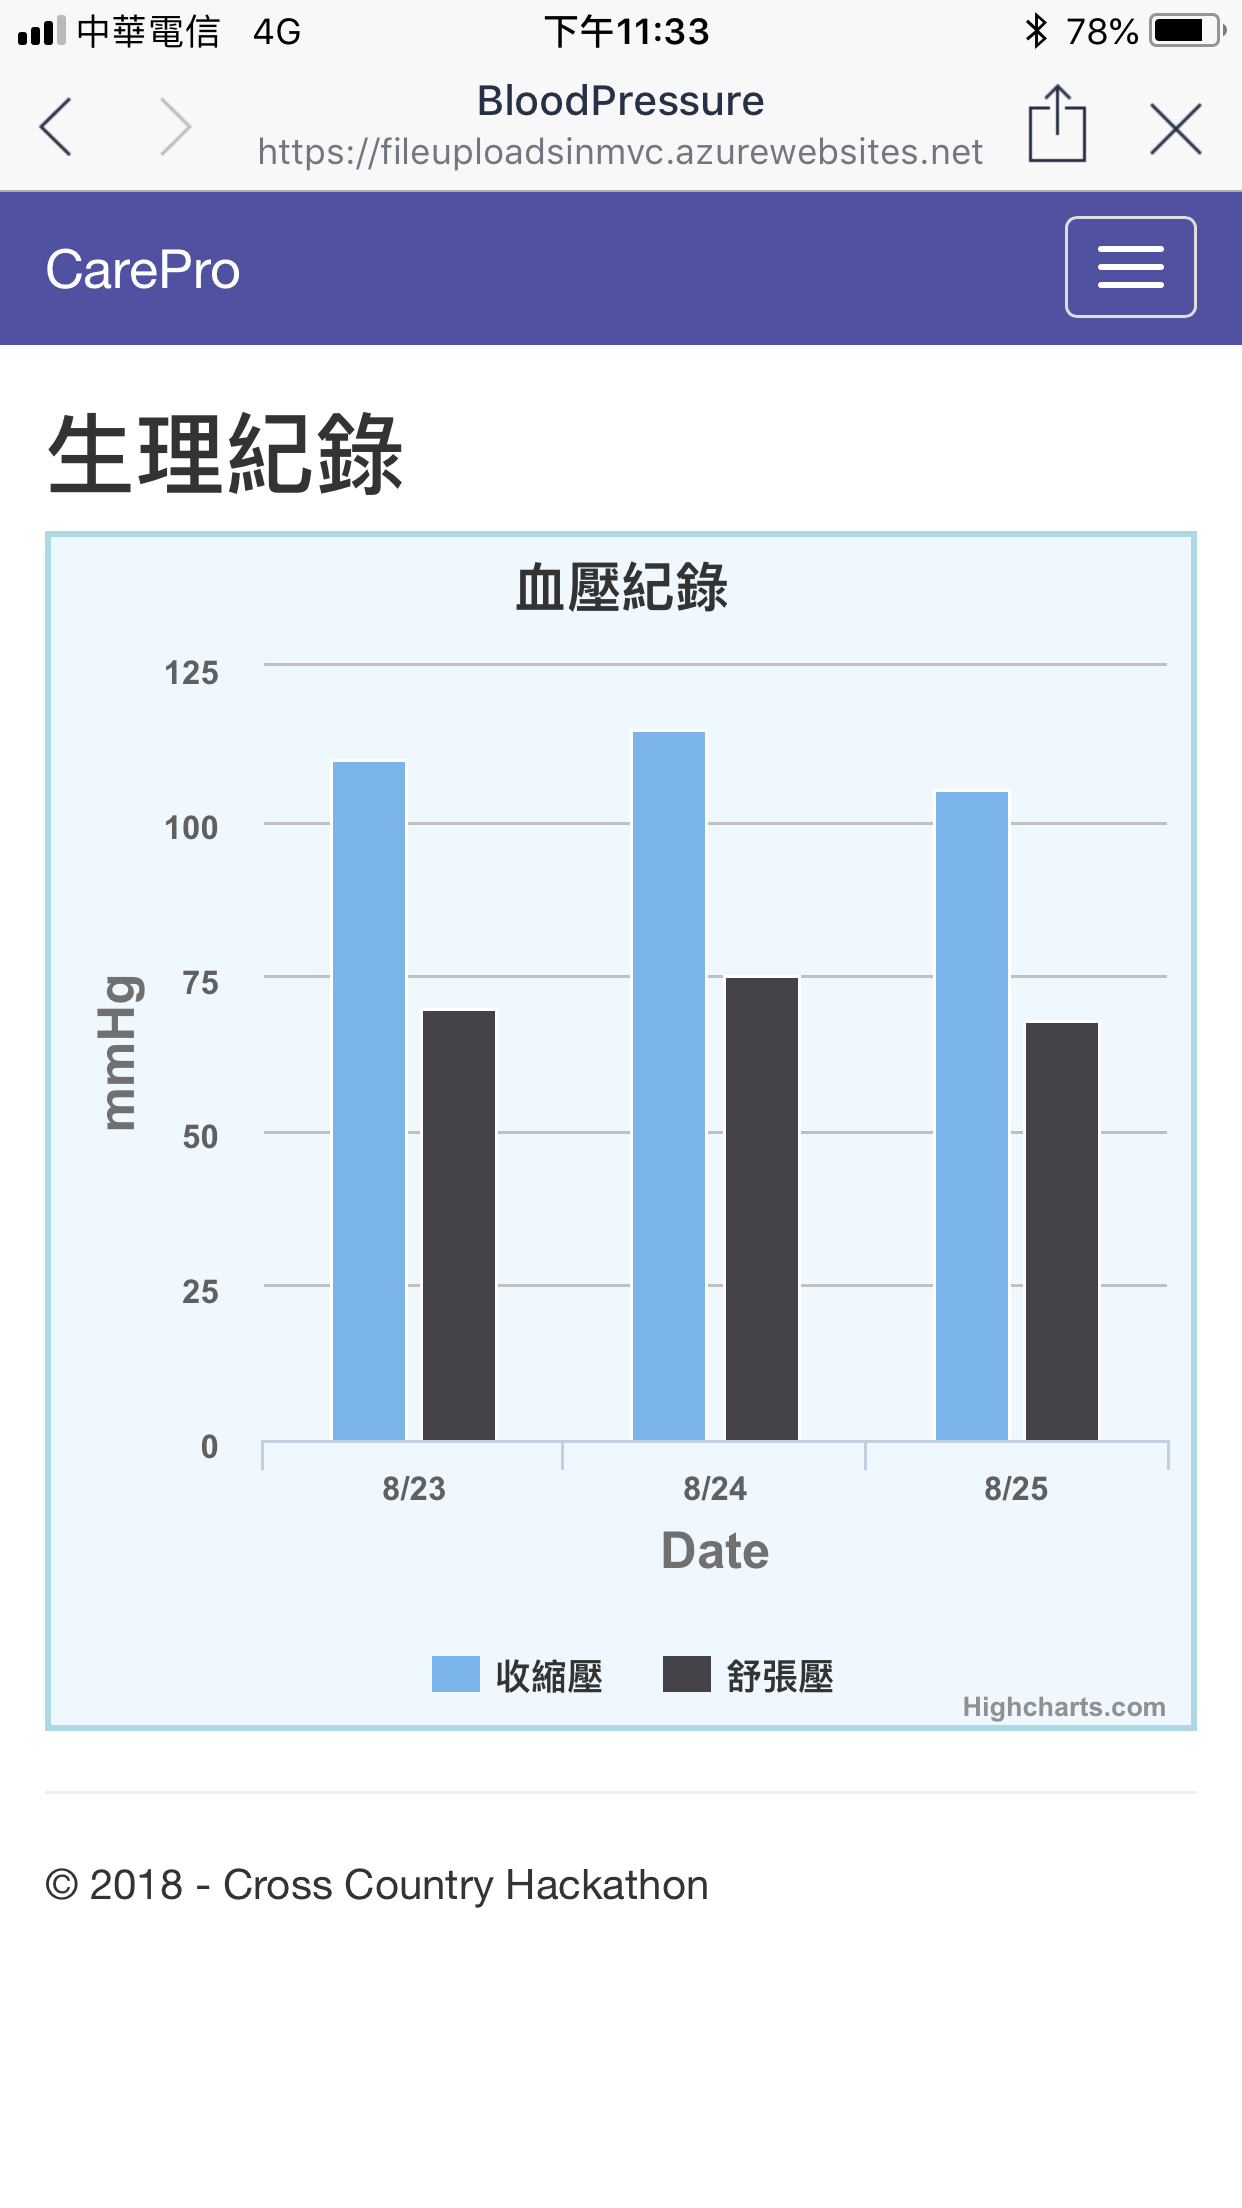 中華電信 4G 下午11:33 78%
BloodPressure
https://fileuploadsinmvc.azurewebsites.net
CarePro
生理紀錄
血壓紀錄
125
100
75
50
25
0
mmHg
8/23 8/24 8/25
Date
收縮壓 舒張壓
Highcharts.com
© 2018 - Cross Country Hackathon